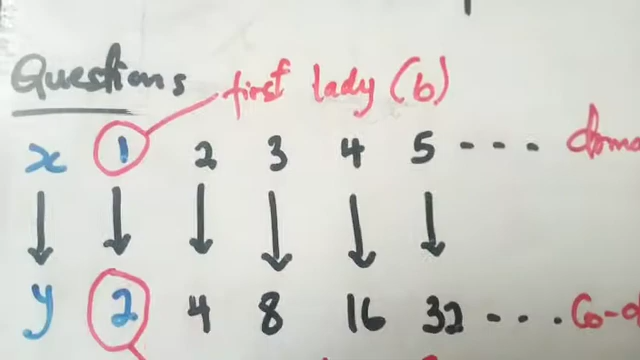 Questions first lady (b)
x 1 2 3 4 5 ...
y 2 4 8 16 32 ....